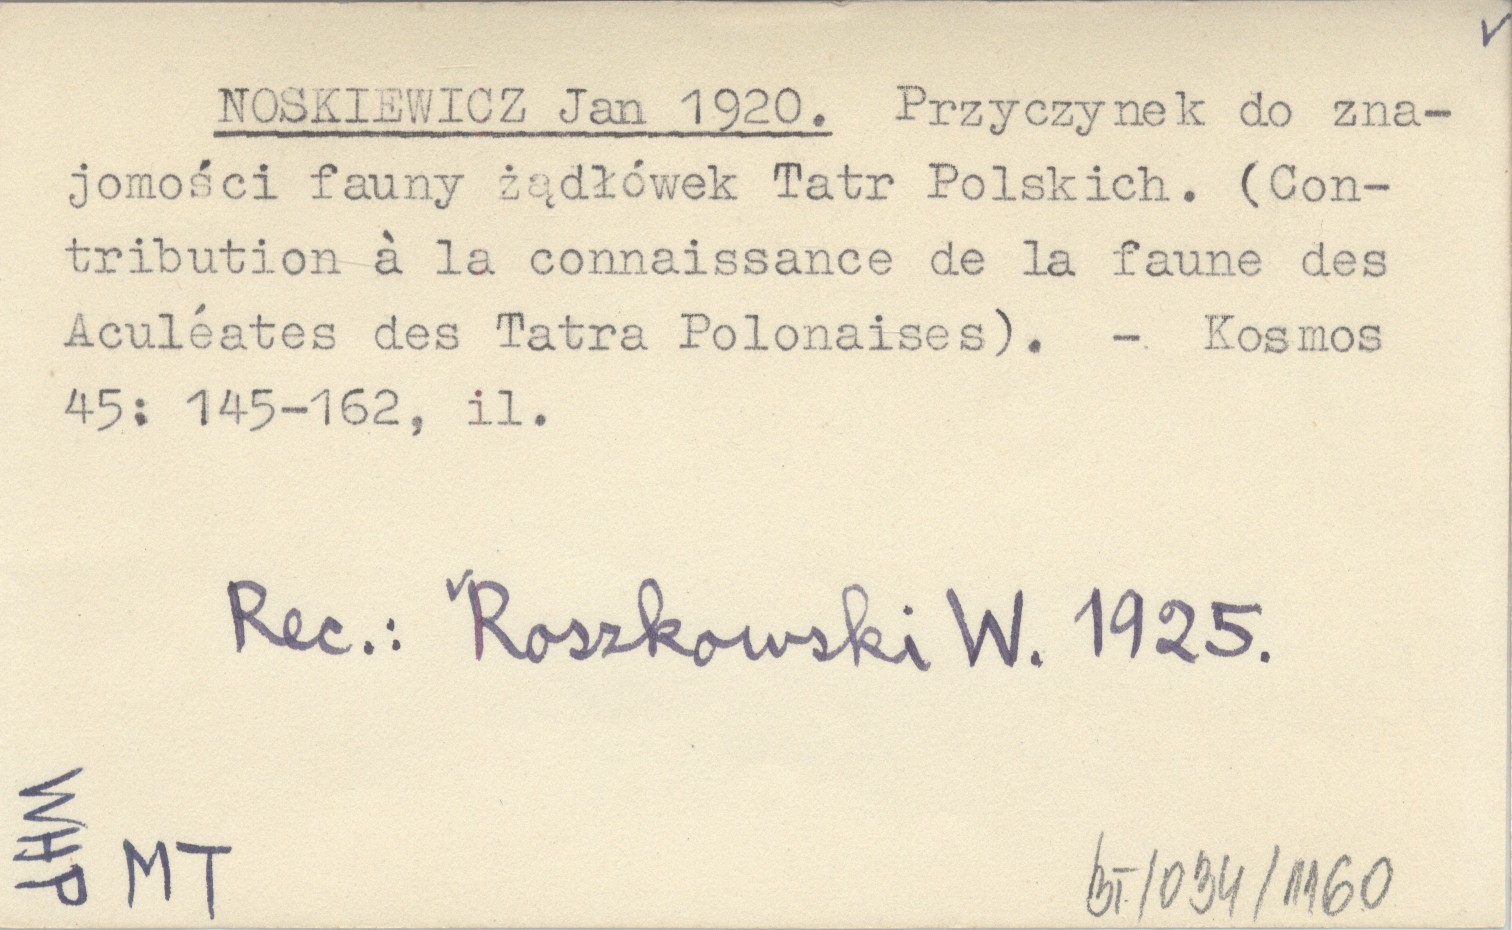 NOSKIEWICZ Jan 1920. Przyczynek do zna-
jomości fauny żądłówek Tatr Polskich. (Con-
tribution à la connaissance de la faune des
Aculéates des Tatra Polonaises). - Kosmos
45: 145-162, il.
Rec.: Roszkowski W. 1925.
WHP
MT
/034/1160